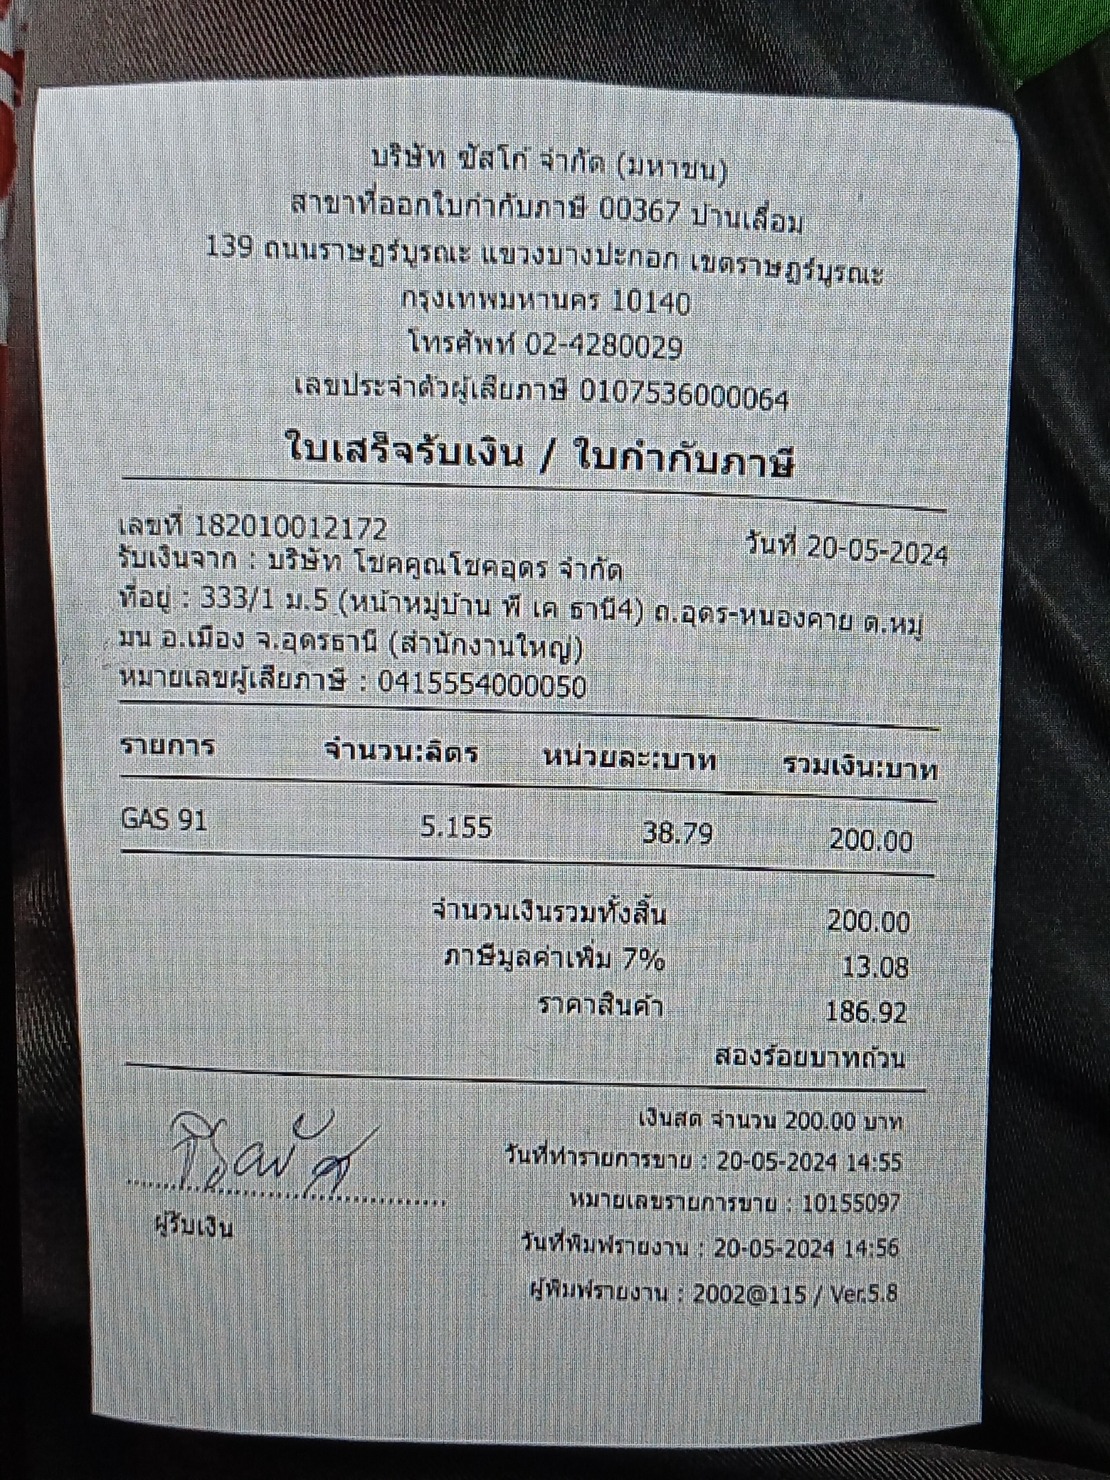 บริษัท ซัสโก้ จำกัด (มหาชน)
สาขาที่ออกใบกำกับภาษี 00367 บ้านเลื่อม
139 ถนนราษฎร์บูรณะ แขวงบางปะกอก เขตราษฎร์บูรณะ
กรุงเทพมหานคร 10140
โทรศัพท์ 02-4280029
เลขประจำตัวผู้เสียภาษี 0107536000064
ใบเสร็จรับเงิน / ใบกำกับภาษี
เลขที่ 182010012172 วันที่ 20-05-2024
รับเงินจาก : บริษัท โชคคูณโชคอุดร จำกัด
ที่อยู่ : 333/1 ม.5 (หน้าหมู่บ้าน พี เค ธานี4) ถ.อุดร-หนองคาย ต.หมู
มน อ.เมือง จ.อุดรธานี (สำนักงานใหญ่)
หมายเลขผู้เสียภาษี : 0415554000050
รายการ จำนวน:ลิตร หน่วยละ:บาท รวมเงิน:บาท
GAS 91 5.155 38.79 200.00
จำนวนเงินรวมทั้งสิ้น 200.00
ภาษีมูลค่าเพิ่ม 7% 13.08
ราคาสินค้า 186.92
สองร้อยบาทถ้วน
เงินสด จำนวน 200.00 บาท
วันที่ทำรายการขาย : 20-05-2024 14:55
หมายเลขรายการขาย : 10155097
ผู้รับเงิน
วันที่พิมพ์รายงาน : 20-05-2024 14:56
ผู้พิมพ์รายงาน : 2002@115 / Ver.5.8